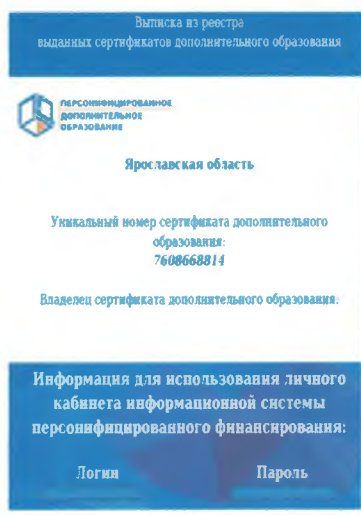 Выписка из реестра
выданных сертификатов дополнительного образования
ПЕРСОНИФИЦИРОВАННОЕ
ДОПОЛНИТЕЛЬНОЕ
ОБРАЗОВАНИЕ
Ярославская область
Уникальный номер сертификата дополнительного
образования:
7608668814
Владелец сертификата дополнительного образования:
Информация для использования личного
кабинета информационной системы
персонифицированного финансирования:
Логин Пароль